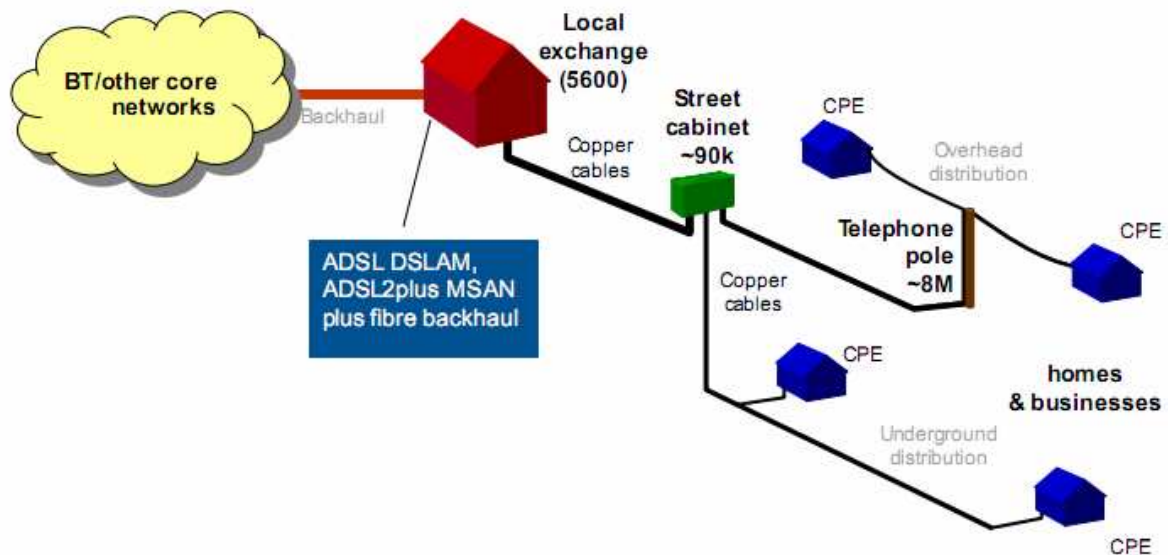 BT/other core
networks
Backhaul
Local
exchange
(5600)
ADSL DSLAM,
ADSL2plus MSAN
plus fibre backhaul
Copper
cables
Street
cabinet
~90k
Copper
cables
CPE
Overhead
distribution
Telephone
pole
~8M
CPE
CPE
homes
& businesses
Underground
distribution
CPE